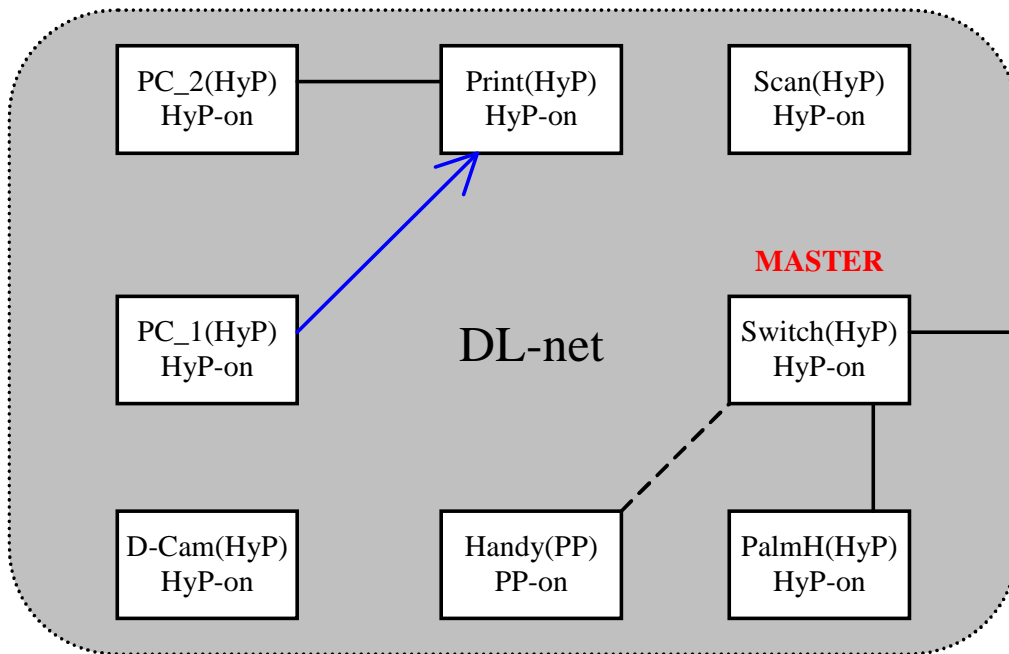 PC_2(HyP)
HyP-on
Print(HyP)
HyP-on
Scan(HyP)
HyP-on
MASTER
PC_1(HyP)
HyP-on
DL-net
Switch(HyP)
HyP-on
D-Cam(HyP)
HyP-on
Handy(PP)
PP-on
PalmH(HyP)
HyP-on